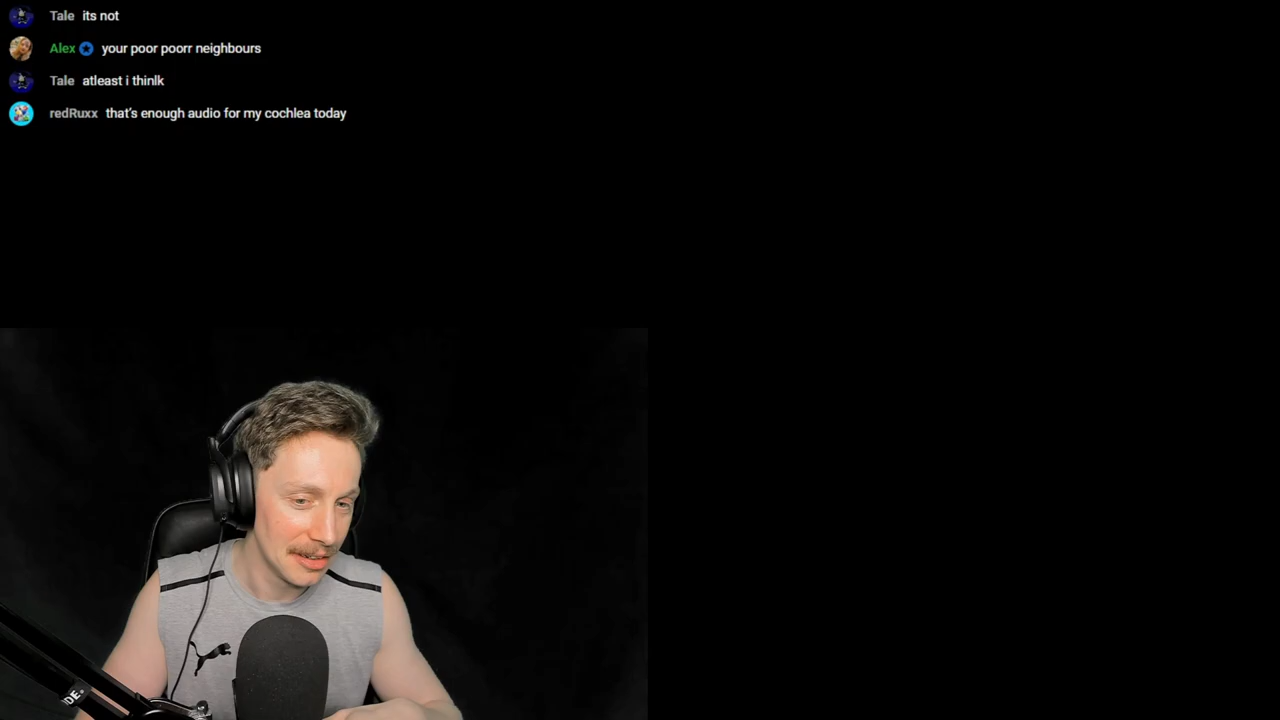 Tale its not
Alex your poor poorr neighbours
Tale atleast i thinlk
redRuxx that's enough audio for my cochlea today
DE.